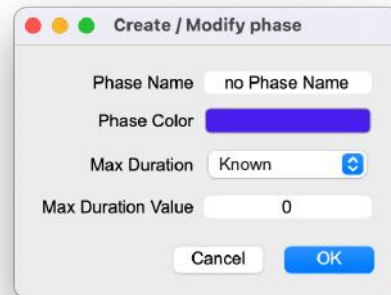 Create / Modify phase
Phase Name no Phase Name
Phase Color
Max Duration Known
Max Duration Value 0
Cancel OK